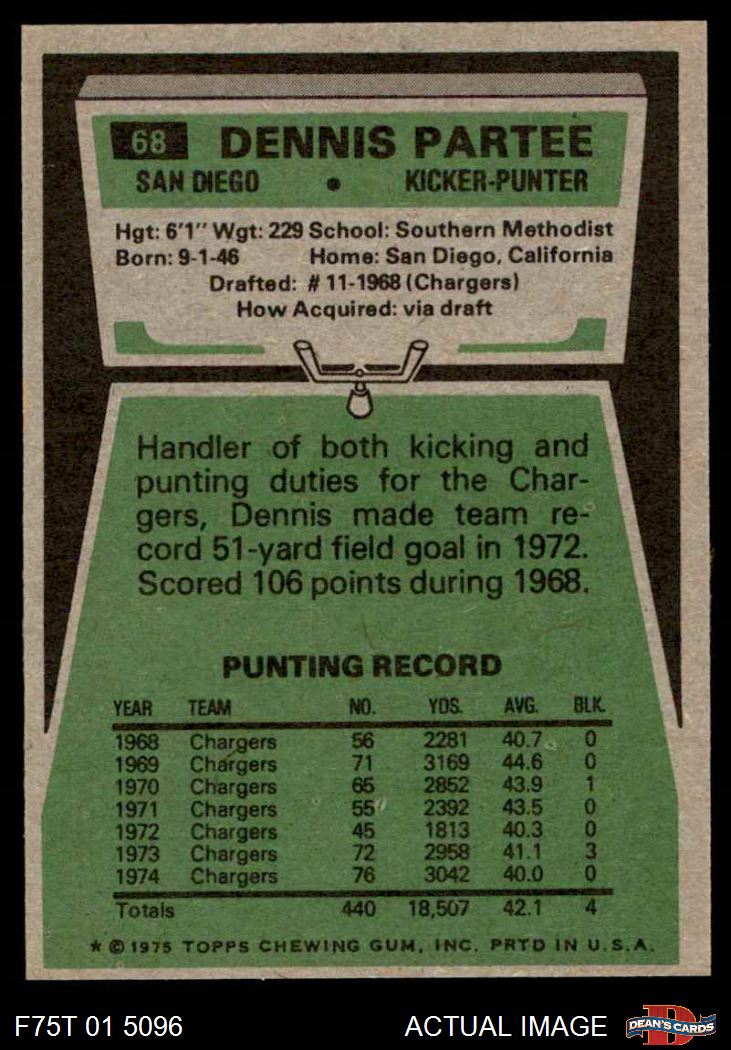 68 DENNIS PARTEE
SAN DIEGO • KICKER-PUNTER
Hgt: 6'1" Wgt: 229 School: Southern Methodist
Born: 9-1-46 Home: San Diego, California
Drafted: # 11-1968 (Chargers)
How Acquired: via draft
Handler of both kicking and
punting duties for the Char-
gers, Dennis made team re-
cord 51-yard field goal in 1972.
Scored 106 points during 1968.
PUNTING RECORD
YEAR TEAM NO. YDS. AVG. BLK.
1968 Chargers 56 2281 40.7 0
1969 Chargers 71 3169 44.6 0
1970 Chargers 65 2852 43.9 1
1971 Chargers 55 2392 43.5 0
1972 Chargers 45 1813 40.3 0
1973 Chargers 72 2958 41.1 3
1974 Chargers 76 3042 40.0 0
Totals 440 18,507 42.1 4
* © 1975 TOPPS CHEWING GUM, INC. PRTD IN U.S.A.
F75T 01 5096 ACTUAL IMAGE D DEAN'S CARDS